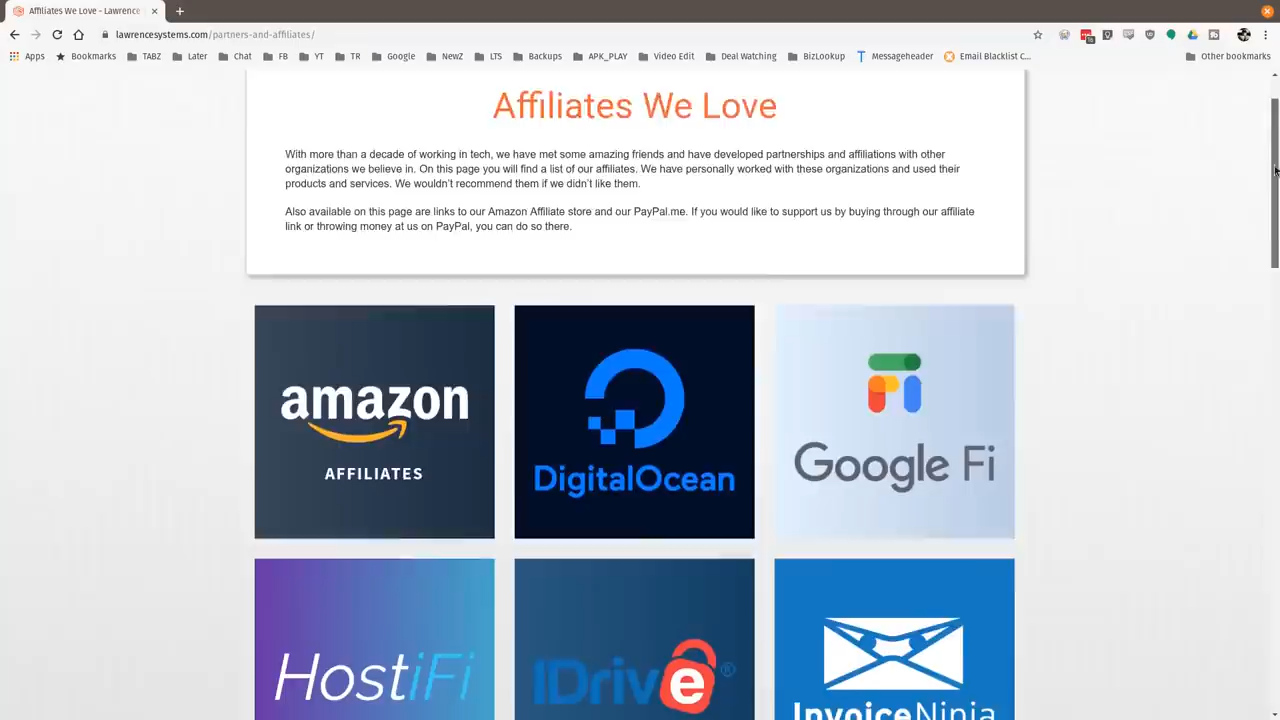 Affiliates We Love - Lawrence
lawrencesystems.com/partners-and-affiliates/
Apps Bookmarks TABZ Later Chat FB YT TR Google NewZ LTS Backups APK_PLAY Video Edit Deal Watching BizLookup Messageheader Email Blacklist C... Other bookmarks
Affiliates We Love
With more than a decade of working in tech, we have met some amazing friends and have developed partnerships and affiliations with other
organizations we believe in. On this page you will find a list of our affiliates. We have personally worked with these organizations and used their
products and services. We wouldn't recommend them if we didn't like them.
Also available on this page are links to our Amazon Affiliate store and our PayPal.me. If you would like to support us by buying through our affiliate
link or throwing money at us on PayPal, you can do so there.
amazon
AFFILIATES
DigitalOcean
Google Fi
HostiFi
IDrive®
InvoiceNinja